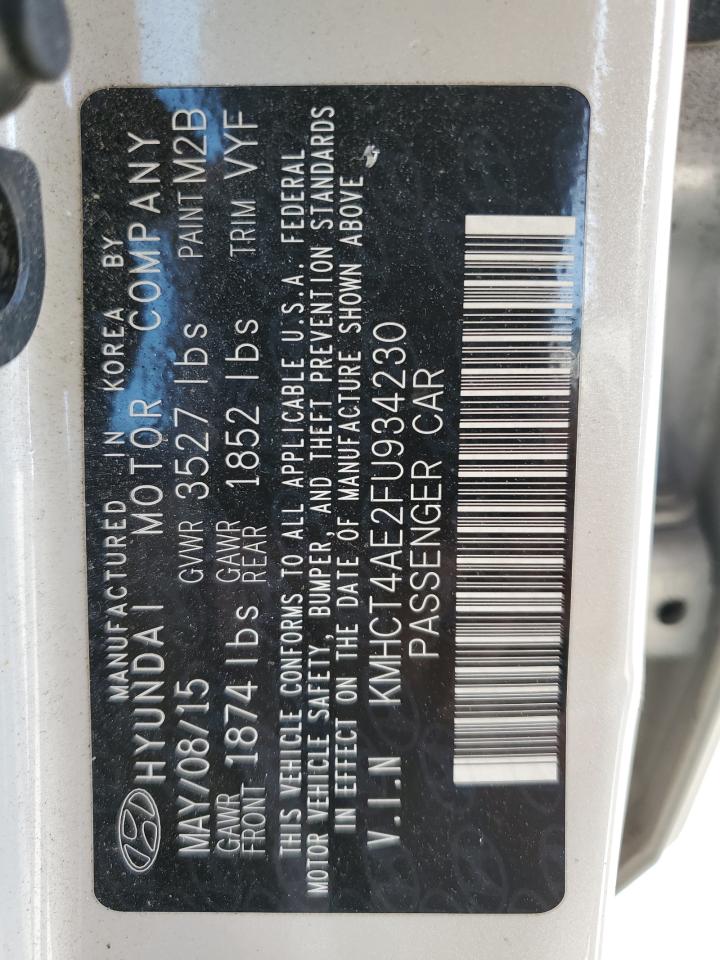 MANUFACTURED IN KOREA BY
HYUNDAI MOTOR COMPANY
MAY/08/15 GVWR 3527 lbs PAINT M2B
GAWR FRONT 1874 lbs GAWR REAR 1852 lbs TRIM VYF
THIS VEHICLE CONFORMS TO ALL APPLICABLE U.S.A. FEDERAL
MOTOR VEHICLE SAFETY, BUMPER, AND THEFT PREVENTION STANDARDS
IN EFFECT ON THE DATE OF MANUFACTURE SHOWN ABOVE
V.I.N KMHCT4AE2FU934230
PASSENGER CAR